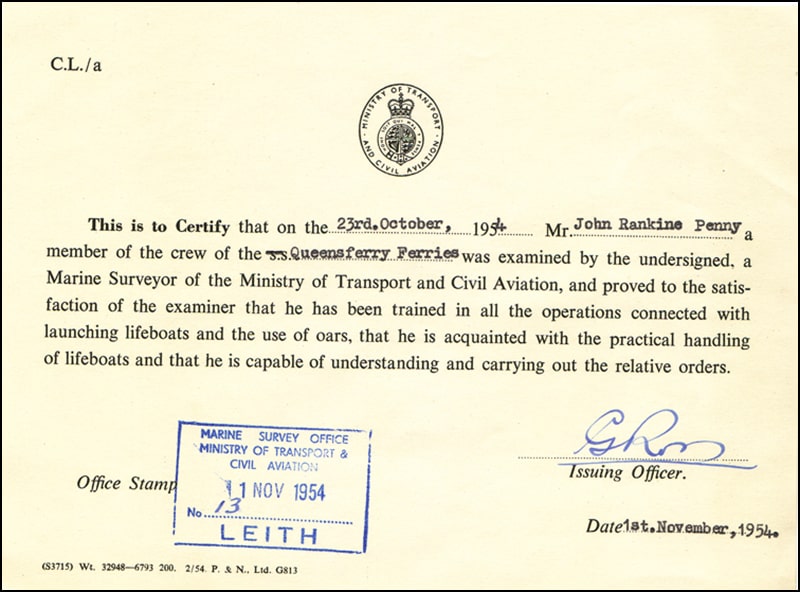 C.L./a
MINISTRY OF TRANSPORT
AND CIVIL AVIATION
This is to Certify that on the 23rd.October, 1954 Mr. John Rankine Penny a
member of the crew of the s.s. Queensferry Ferries was examined by the undersigned, a
Marine Surveyor of the Ministry of Transport and Civil Aviation, and proved to the satis-
faction of the examiner that he has been trained in all the operations connected with
launching lifeboats and the use of oars, that he is acquainted with the practical handling
of lifeboats and that he is capable of understanding and carrying out the relative orders.
MARINE SURVEY OFFICE
MINISTRY OF TRANSPORT &
CIVIL AVIATION
Office Stamp
1 NOV 1954
No 13
LEITH
Issuing Officer.
Date 1st.November, 1954.
(S3715) Wt. 32948—6793 200. 2/54. P. & N., Ltd. G813